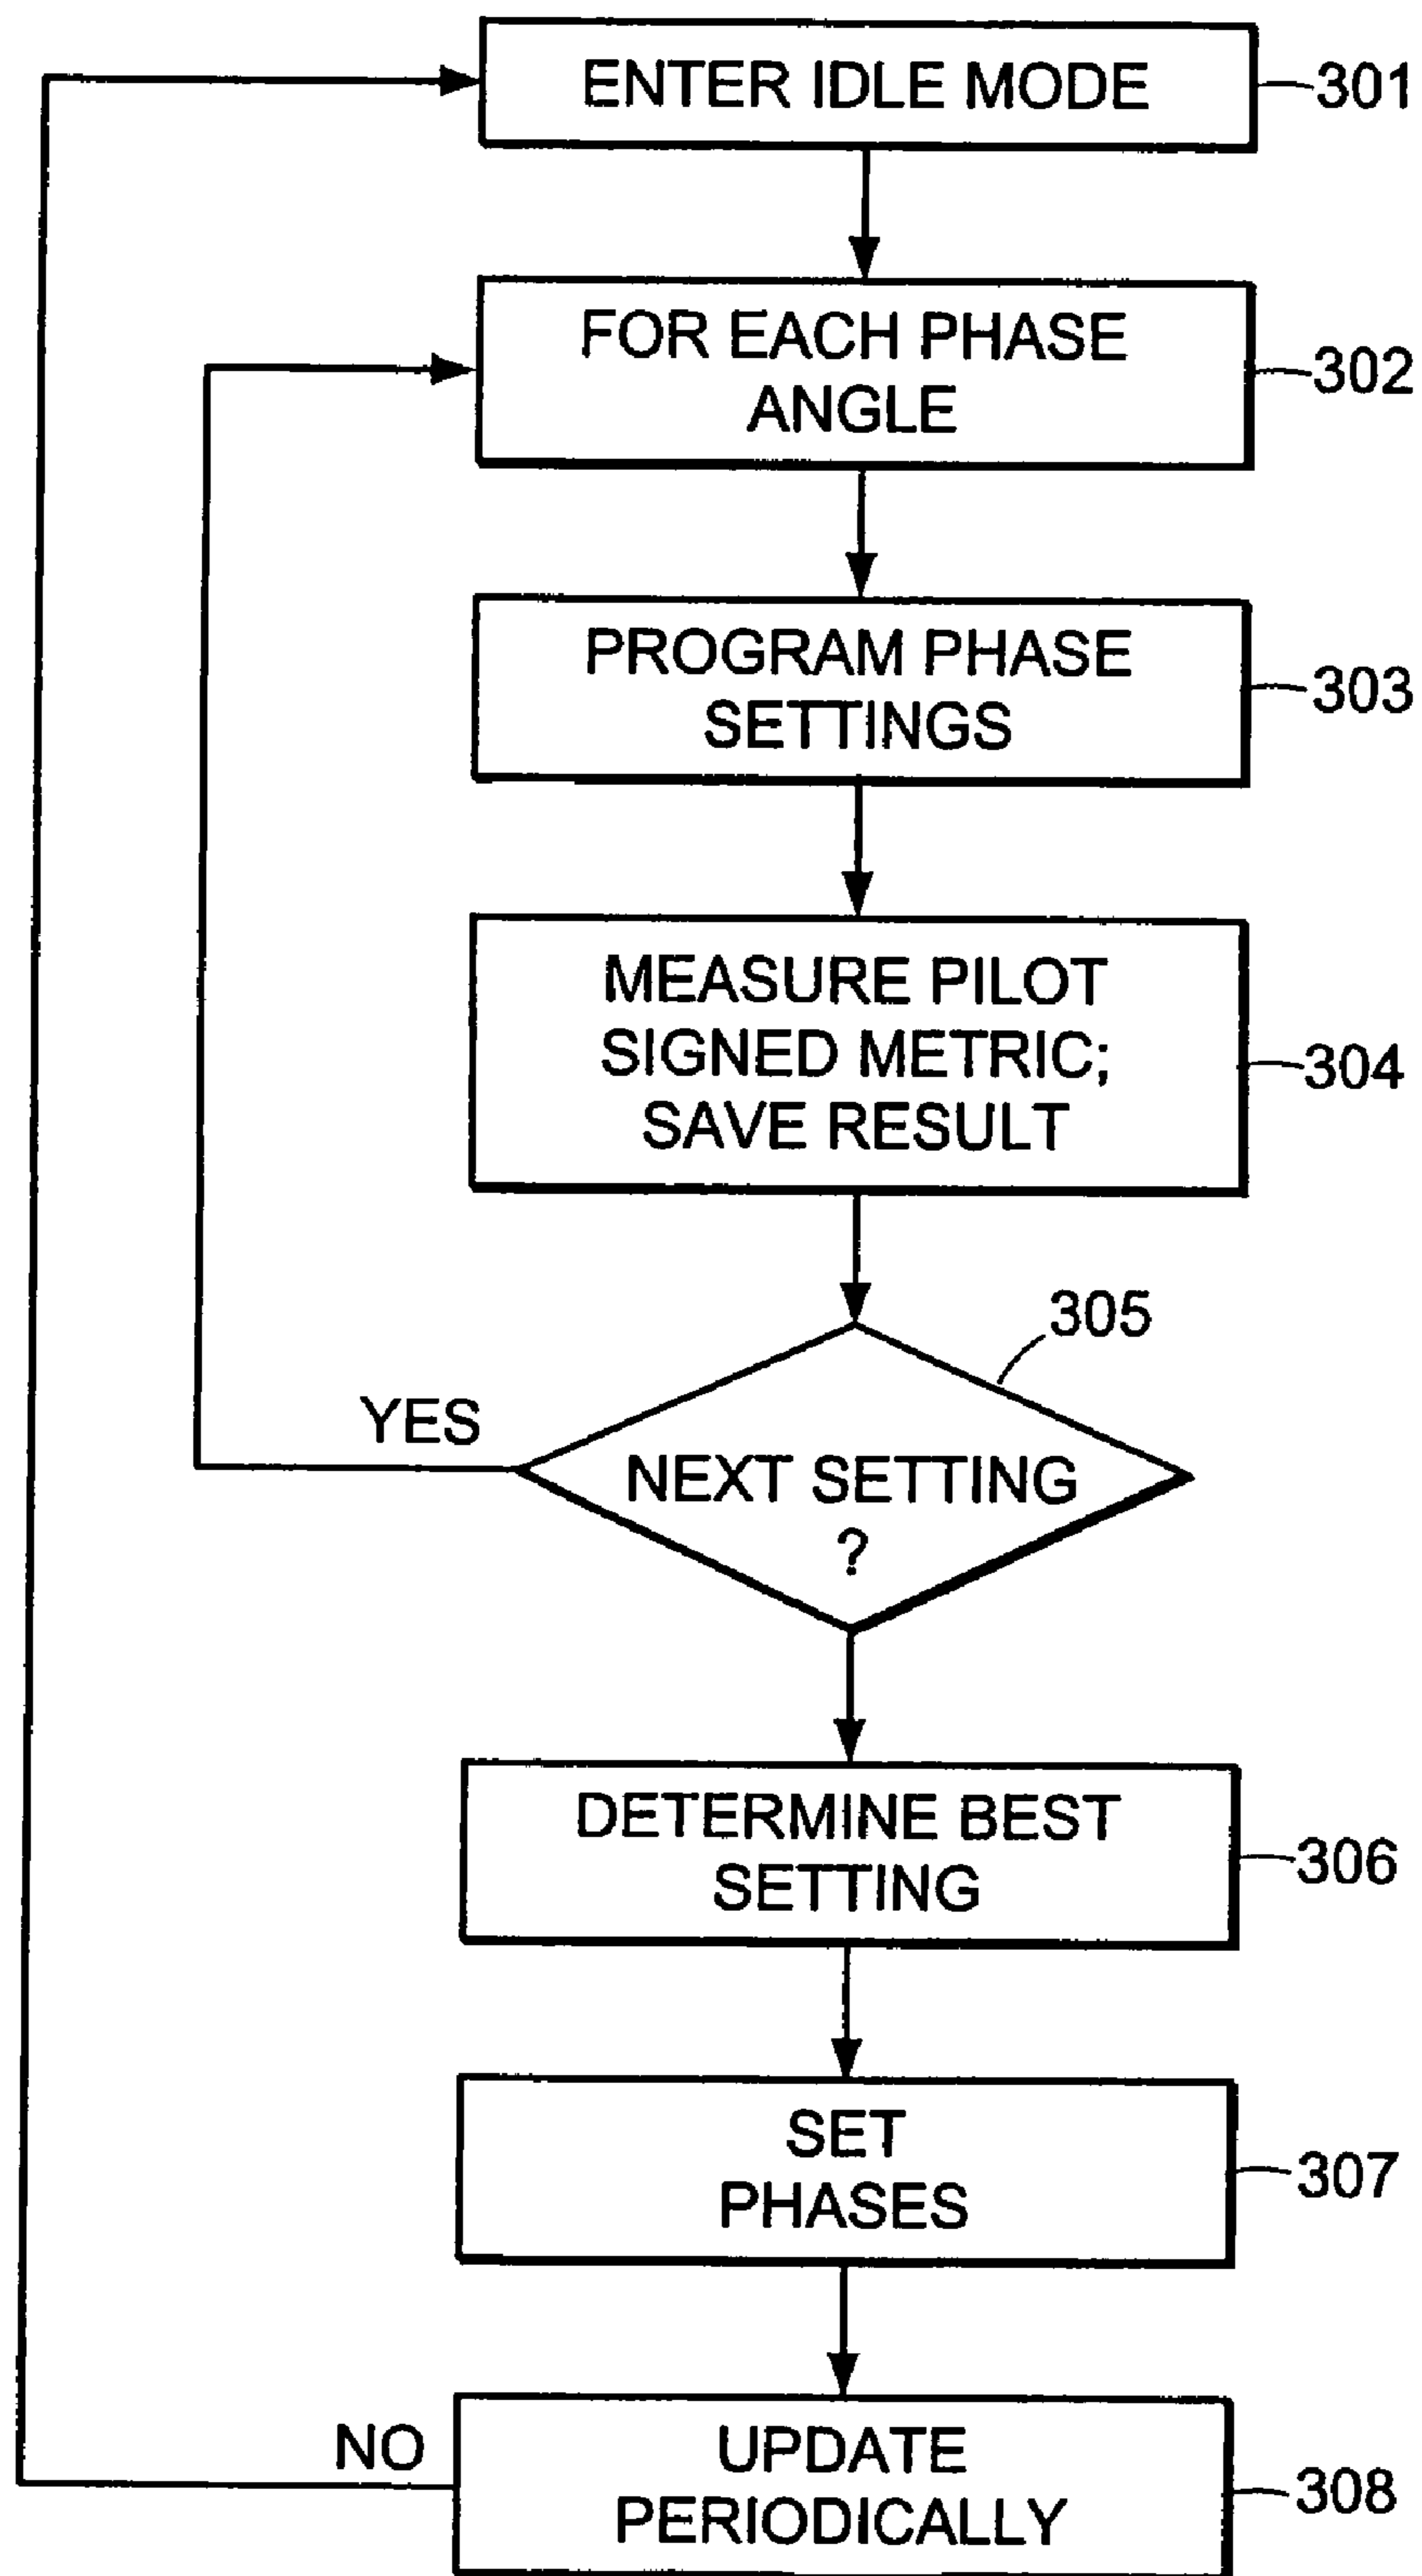 ENTER IDLE MODE
301
FOR EACH PHASE
ANGLE
302
PROGRAM PHASE
SETTINGS
303
MEASURE PILOT
SIGNED METRIC;
SAVE RESULT
304
305
YES
NEXT SETTING
?
DETERMINE BEST
SETTING
306
SET
PHASES
307
NO
UPDATE
PERIODICALLY
308